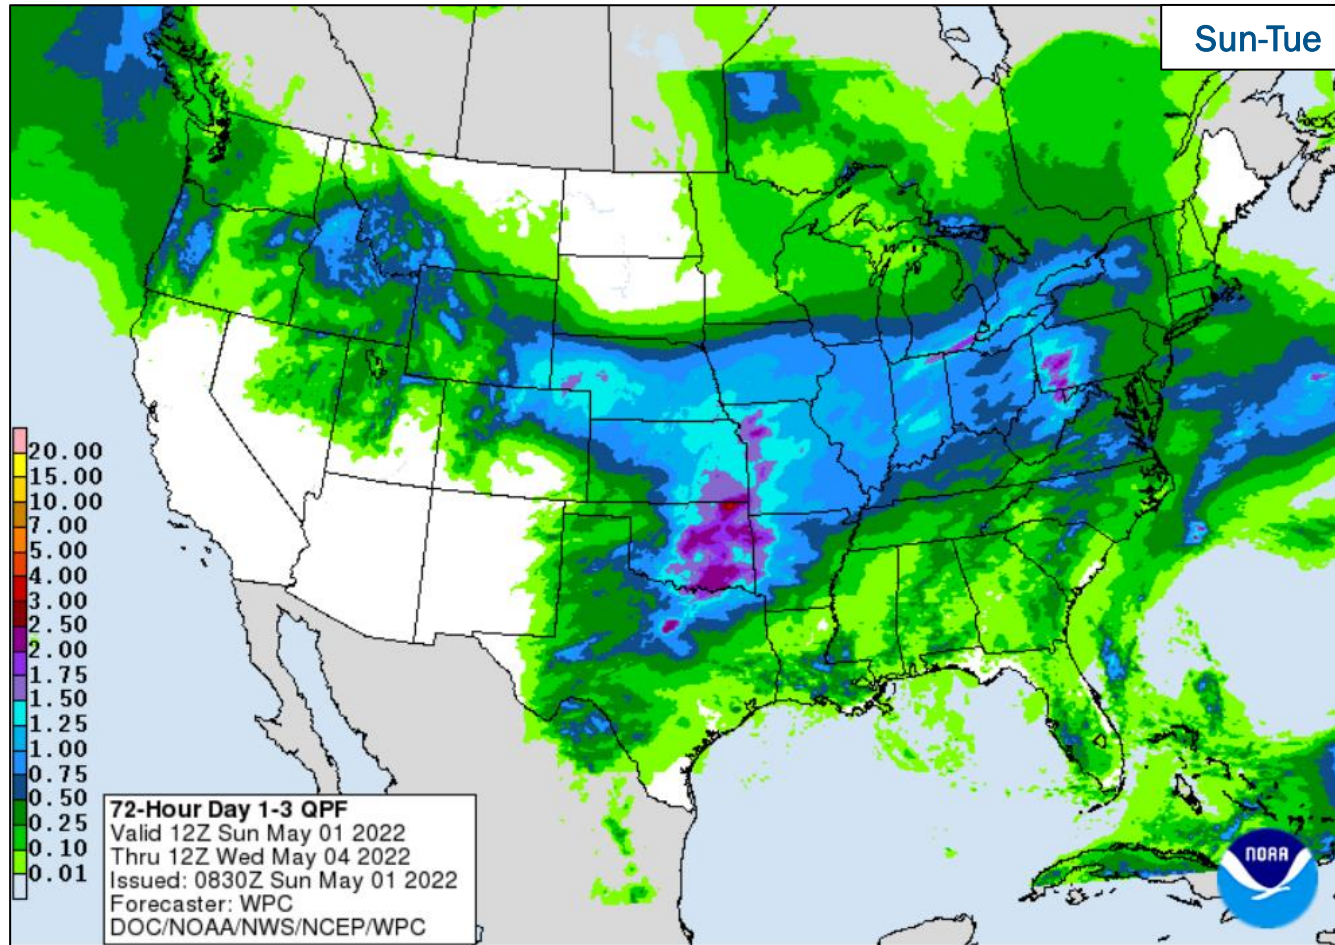 Sun-Tue
20.00
15.00
10.00
7.00
5.00
4.00
3.00
2.50
2.00
1.75
1.50
1.25
1.00
0.75
0.50
0.25
0.10
0.01
72-Hour Day 1-3 QPF
Valid 12Z Sun May 01 2022
Thru 12Z Wed May 04 2022
Issued: 0830Z Sun May 01 2022
Forecaster: WPC
DOC/NOAA/NWS/NCEP/WPC
NOAA